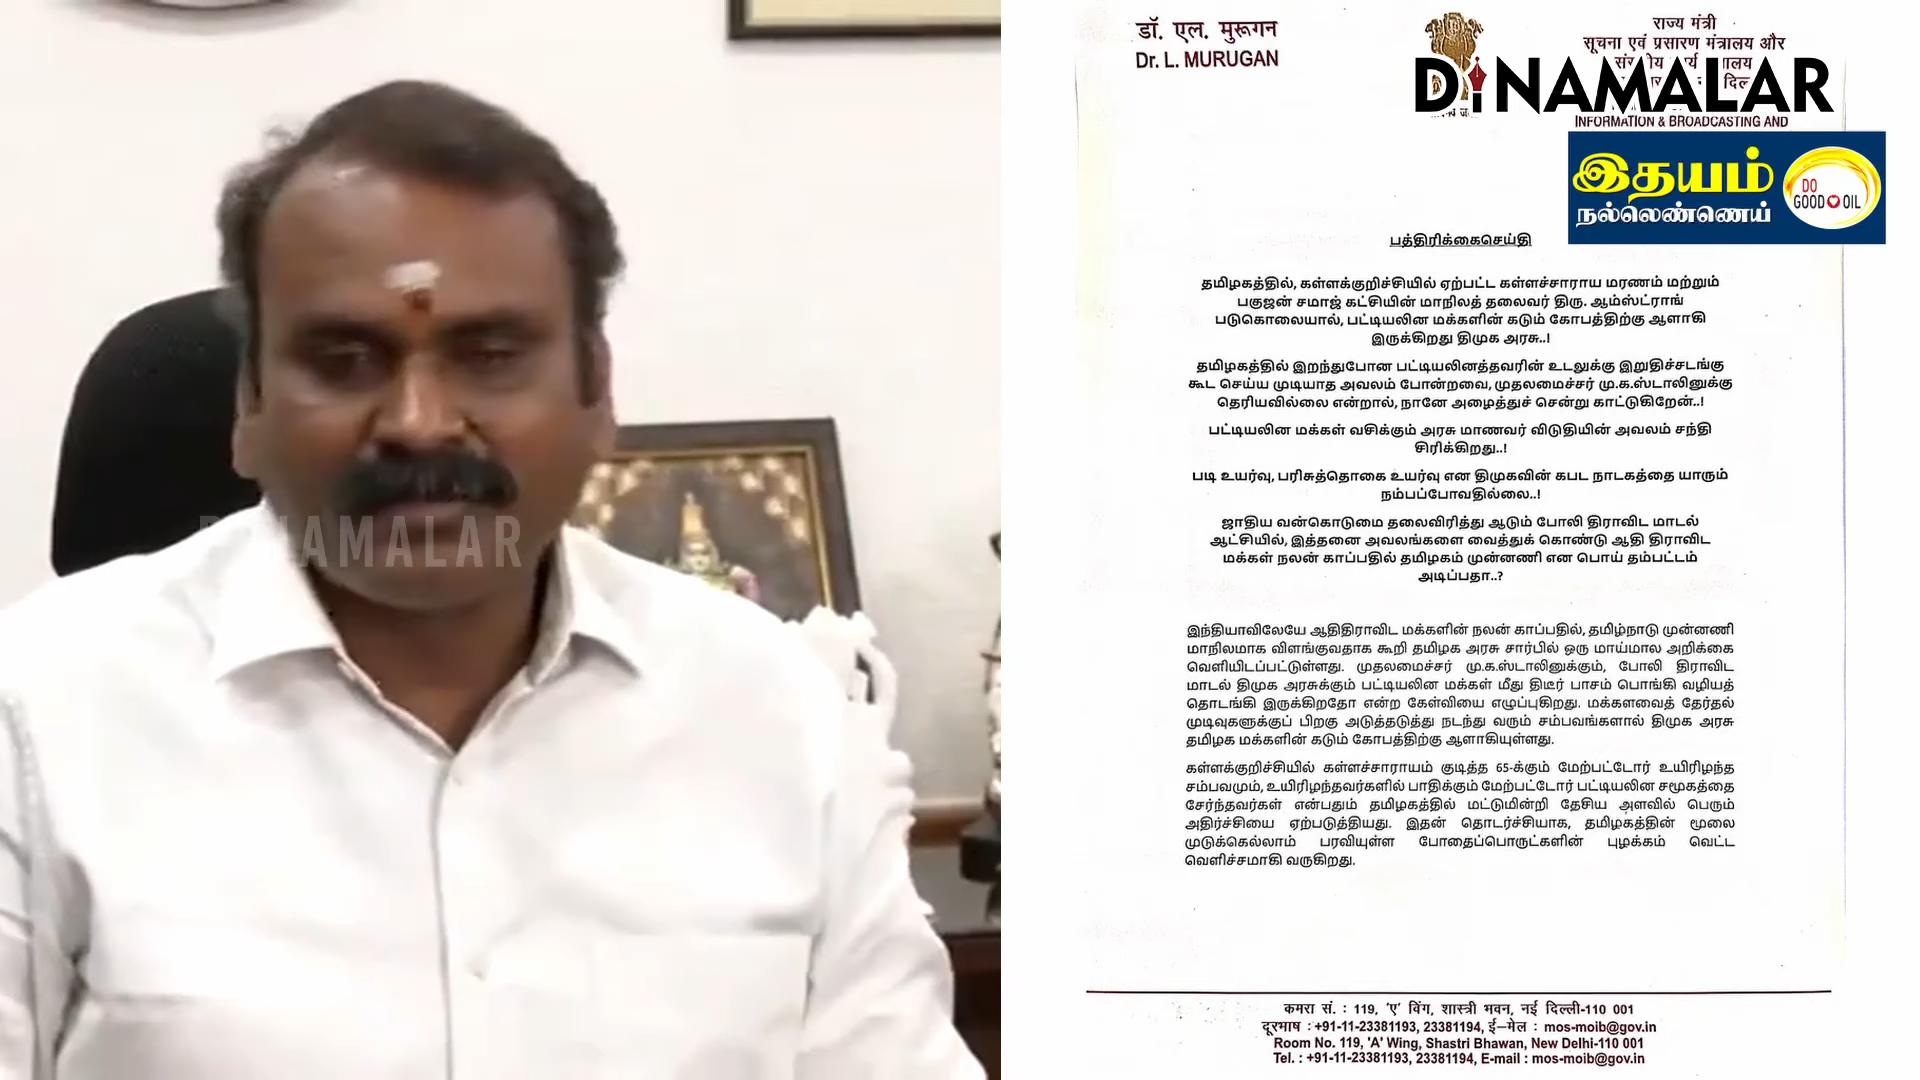 डॉ. एल. मुरूगन
Dr. L. MURUGAN
राज्य मंत्री
सूचना एवं प्रसारण मंत्रालय और
DINAMALAR
INFORMATION & BROADCASTING AND
இதயம்
நல்லெண்ணெய்
DO
GOOD OIL
பத்திரிக்கைசெய்தி
தமிழகத்தில், கள்ளக்குறிச்சியில் ஏற்பட்ட கள்ளச்சாராய மரணம் மற்றும்
பகுஜன் சமாஜ் கட்சியின் மாநிலத் தலைவர் திரு. ஆம்ஸ்ட்ராங்
படுகொலையால், பட்டியலின மக்களின் கடும் கோபத்திற்கு ஆளாகி
இருக்கிறது திமுக அரசு..!
தமிழகத்தில் இறந்துபோன பட்டியலினத்தவரின் உடலுக்கு இறுதிச்சடங்கு
கூட செய்ய முடியாத அவலம் போன்றவை, முதலமைச்சர் மு.க.ஸ்டாலினுக்கு
தெரியவில்லை என்றால், நானே அழைத்துச் சென்று காட்டுகிறேன்..!
பட்டியலின மக்கள் வசிக்கும் அரசு மாணவர் விடுதியின் அவலம் சந்தி
சிரிக்கிறது..!
படி உயர்வு, பரிசுத்தொகை உயர்வு என திமுகவின் கபட நாடகத்தை யாரும்
நம்பப்போவதில்லை..!
ஜாதிய வன்கொடுமை தலைவிரித்து ஆடும் போலி திராவிட மாடல்
ஆட்சியில், இத்தனை அவலங்களை வைத்துக் கொண்டு ஆதி திராவிட
மக்கள் நலன் காப்பதில் தமிழகம் முன்னணி என பொய் தம்பட்டம்
அடிப்பதா..?
இந்தியாவிலேயே ஆதிதிராவிட மக்களின் நலன் காப்பதில், தமிழ்நாடு முன்னணி
மாநிலமாக விளங்குவதாக கூறி தமிழக அரசு சார்பில் ஒரு மாய்மால அறிக்கை
வெளியிடப்பட்டுள்ளது. முதலமைச்சர் மு.க.ஸ்டாலினுக்கும், போலி திராவிட
மாடல் திமுக அரசுக்கும் பட்டியலின மக்கள் மீது திடீர் பாசம் பொங்கி வழியத்
தொடங்கி இருக்கிறதோ என்ற கேள்வியை எழுப்புகிறது. மக்களவைத் தேர்தல்
முடிவுகளுக்குப் பிறகு அடுத்தடுத்து நடந்து வரும் சம்பவங்களால் திமுக அரசு
தமிழக மக்களின் கடும் கோபத்திற்கு ஆளாகியுள்ளது.
கள்ளக்குறிச்சியில் கள்ளச்சாராயம் குடித்த 65-க்கும் மேற்பட்டோர் உயிரிழந்த
சம்பவமும், உயிரிழந்தவர்களில் பாதிக்கும் மேற்பட்டோர் பட்டியலின சமூகத்தை
சேர்ந்தவர்கள் என்பதும் தமிழகத்தில் மட்டுமின்றி தேசிய அளவில் பெரும்
அதிர்ச்சியை ஏற்படுத்தியது. இதன் தொடர்ச்சியாக, தமிழகத்தின் மூலை
முடுக்கெல்லாம் பரவியுள்ள போதைப்பொருட்களின் புழக்கம் வெட்ட
வெளிச்சமாகி வருகிறது.
DINAMALAR
कमरा सं. : 119, 'ए' विंग, शास्त्री भवन, नई दिल्ली-110 001
दूरभाष : +91-11-23381193, 23381194, ई-मेल : mos-moib@gov.in
Room No. 119, 'A' Wing, Shastri Bhawan, New Delhi-110 001
Tel. : +91-11-23381193, 23381194, E-mail : mos-moib@gov.in